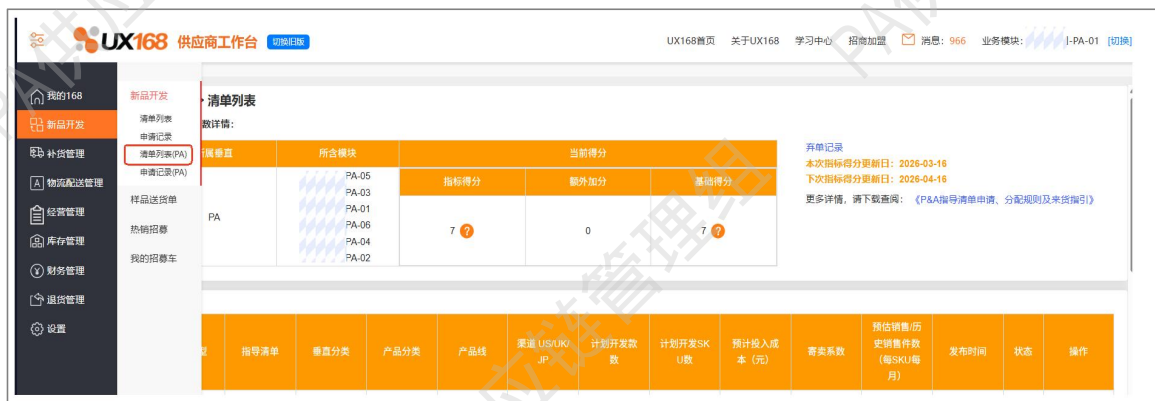 UX168 供应商工作台 切换旧版 UX168首页 关于UX168 学习中心 招商加盟 消息: 966 业务模块: -PA-01 [切换]
我的168
新品开发
补货管理
A 物流配送管理
经营管理
库存管理
财务管理
退货管理
设置
新品开发
清单列表
申请记录
清单列表(PA)
申请记录(PA)
样品送货单
热销招募
我的招募车
清单列表
数详情:
属垂直 所含模块 当前得分
指标得分 额外加分 基础得分
PA
PA-05
PA-03
PA-01
PA-06
PA-04
PA-02
7 ? 0 7 ?
弃单记录
本次指标得分更新日: 2026-03-16
下次指标得分更新日: 2026-04-16
更多详情, 请下载查阅: 《P&A指导清单申请、分配规则及来货指引》
指导清单 垂直分类 产品分类 产品线 渠道 US/UK/JP 计划开发款数 计划开发SKU数 预计投入成本 (元) 寄卖系数 预估销售/历史销售件数 (每SKU每月) 发布时间 状态 操作
应链管理组